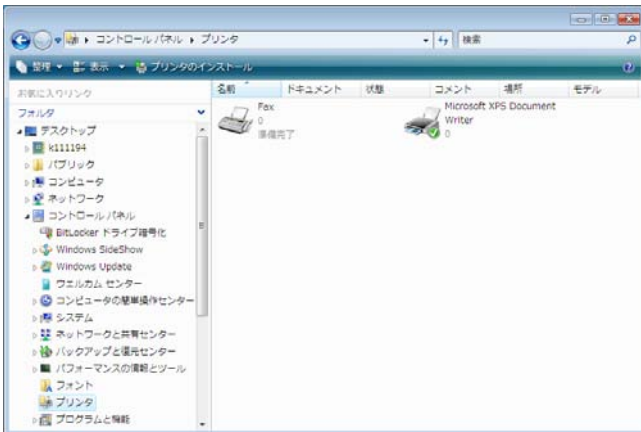 コントロール パネル ▸ プリンタ
検索
整理 表示 プリンタのインストール
お気に入りリンク
名前 ドキュメント 状態 コメント 場所 モデル
フォルダ
デスクトップ
k111194
パブリック
コンピュータ
ネットワーク
コントロール パネル
BitLocker ドライブ暗号化
Windows SideShow
Windows Update
ウェルカム センター
コンピュータの簡単操作センター
システム
ネットワークと共有センター
バックアップと復元センター
パフォーマンスの情報とツール
フォント
プリンタ
プログラムと機能
Fax
0
準備完了
Microsoft XPS Document
Writer
0